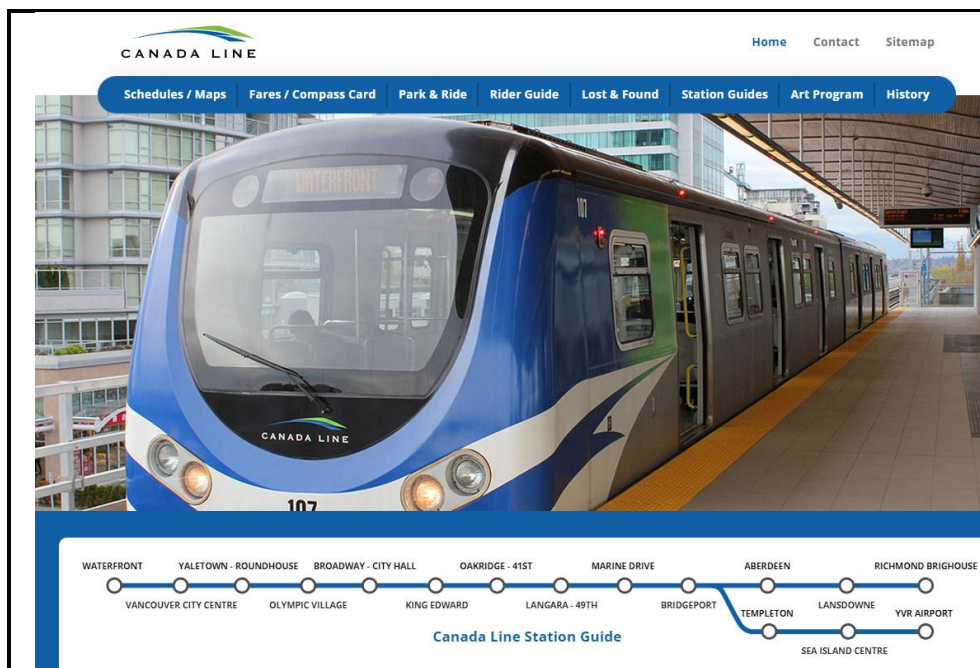 CANADA LINE
Home Contact Sitemap
Schedules / Maps Fares / Compass Card Park & Ride Rider Guide Lost & Found Station Guides Art Program History
WATERFRONT
107
CANADA LINE
107
WATERFRONT YALETOWN - ROUNDHOUSE BROADWAY - CITY HALL OAKRIDGE - 41ST MARINE DRIVE ABERDEEN RICHMOND BRIGHOUSE
VANCOUVER CITY CENTRE OLYMPIC VILLAGE KING EDWARD LANGARA - 49TH BRIDGEPORT LANSDOWNE
TEMPLETON YVR AIRPORT
Canada Line Station Guide
SEA ISLAND CENTRE